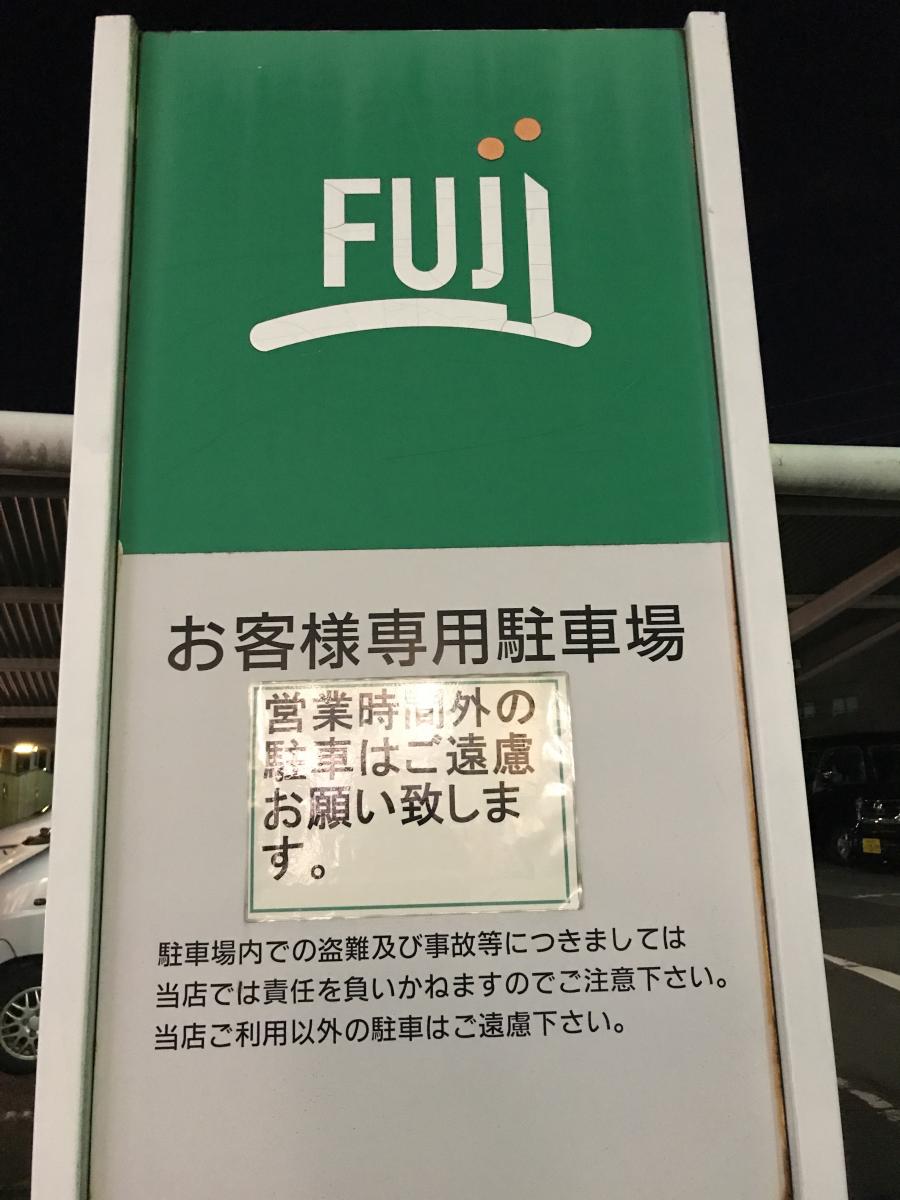 FUJI
お客様専用駐車場
営業時間外の
駐車はご遠慮
お願い致しま
す。
駐車場内での盗難及び事故等につきましては
当店では責任を負いかねますのでご注意下さい。
当店ご利用以外の駐車はご遠慮下さい。